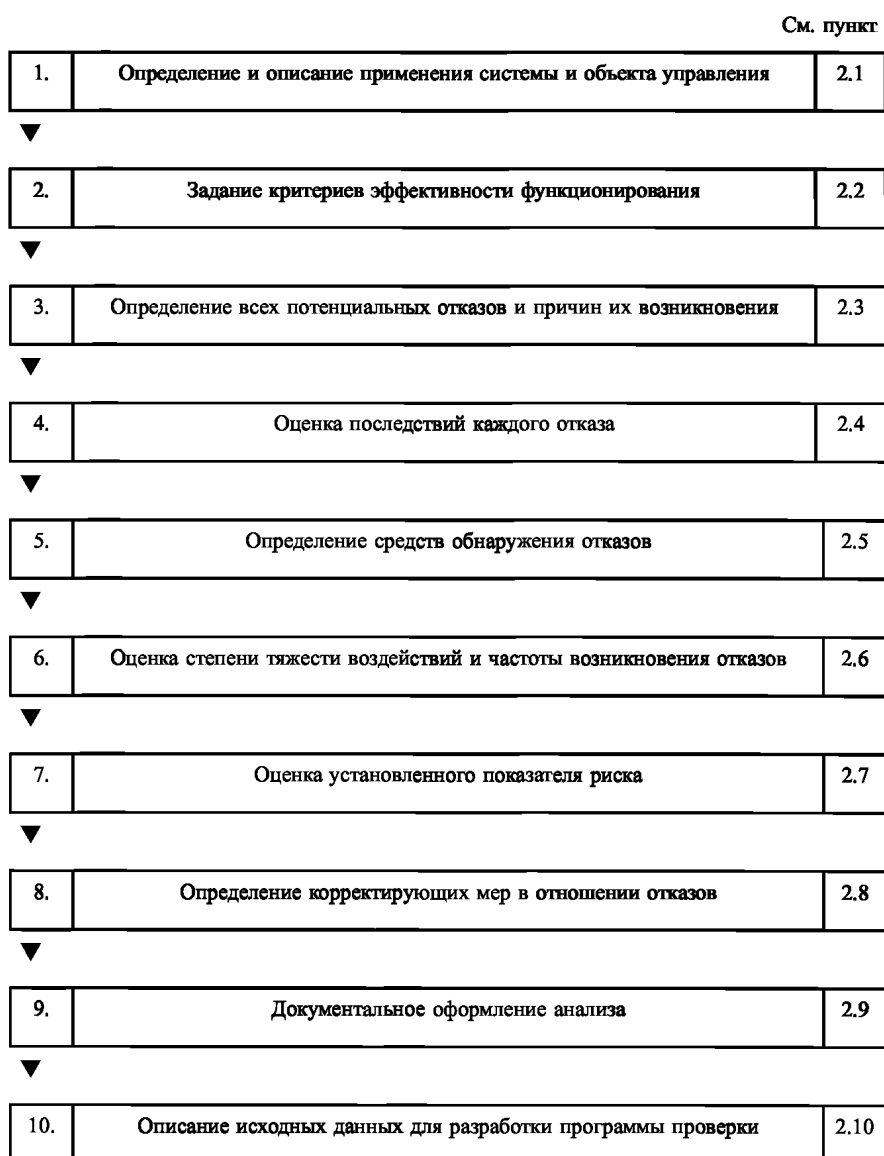 См. пункт
1. Определение и описание применения системы и объекта управления 2.1
2. Задание критериев эффективности функционирования 2.2
3. Определение всех потенциальных отказов и причин их возникновения 2.3
4. Оценка последствий каждого отказа 2.4
5. Определение средств обнаружения отказов 2.5
6. Оценка степени тяжести воздействий и частоты возникновения отказов 2.6
7. Оценка установленного показателя риска 2.7
8. Определение корректирующих мер в отношении отказов 2.8
9. Документальное оформление анализа 2.9
10. Описание исходных данных для разработки программы проверки 2.10